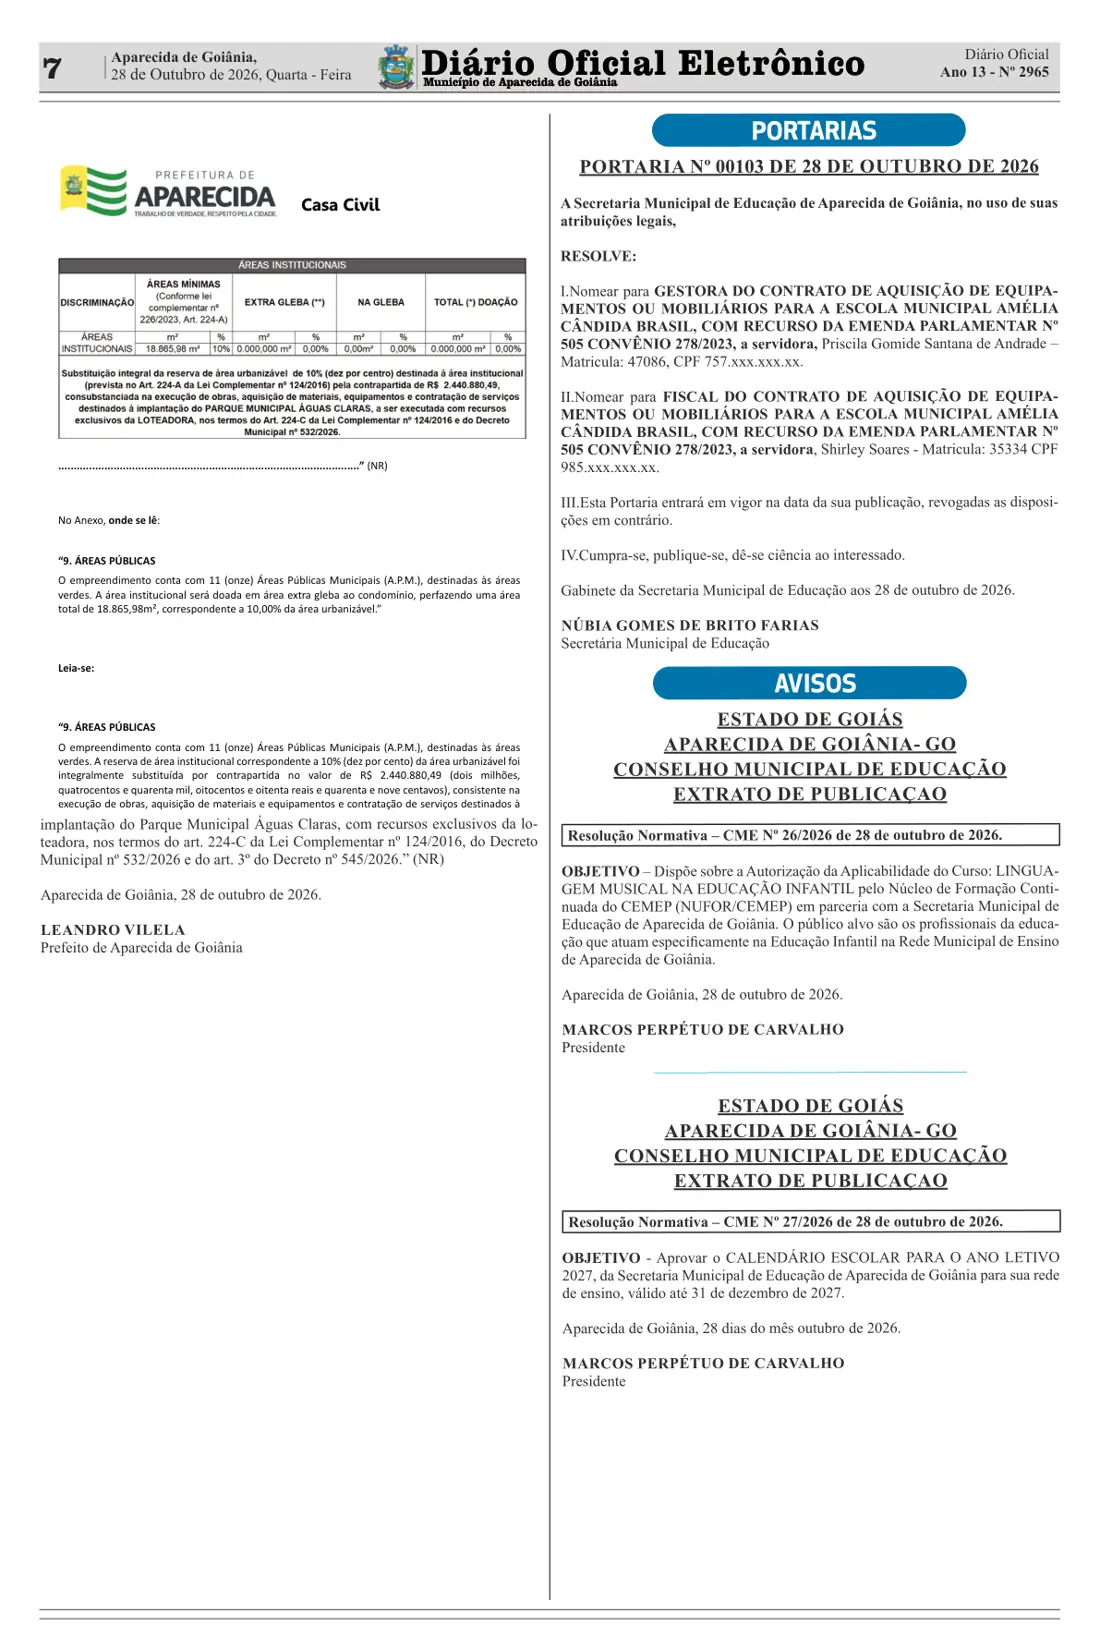 7
Aparecida de Goiânia,
28 de Outubro de 2026, Quarta - Feira
Diário Oficial Eletrônico
Município de Aparecida de Goiânia
Diário Oficial
Ano 13 - Nº 2965
PREFEITURA DE
APARECIDA
TRABALHO DE VERDADE, RESPEITO PELA CIDADE.
Casa Civil
ÁREAS INSTITUCIONAIS
DISCRIMINAÇÃO
ÁREAS MÍNIMAS
(Conforme lei
complementar nº
226/2023, Art. 224-A)
EXTRA GLEBA (**)
NA GLEBA
TOTAL (*) DOAÇÃO
ÁREAS m² % m² % m² % m² %
INSTITUCIONAIS 18.865,98 m² 10% 0.000,000 m² 0,00% 0,00m² 0,00% 0.000,000 m² 0,00%
Substituição integral da reserva de área urbanizável de 10% (dez por centro) destinada à área institucional
(prevista no Art. 224-A da Lei Complementar nº 124/2016) pela contrapartida de R$ 2.440.880,49,
consubstanciada na execução de obras, aquisição de materiais, equipamentos e contratação de serviços
destinados à implantação do PARQUE MUNICIPAL ÁGUAS CLARAS, a ser executada com recursos
exclusivos da LOTEADORA, nos termos do Art. 224-C da Lei Complementar nº 124/2016 e do Decreto
Municipal nº 532/2026.
...................................................................................................” (NR)
No Anexo, onde se lê:
“9. ÁREAS PÚBLICAS
O empreendimento conta com 11 (onze) Áreas Públicas Municipais (A.P.M.), destinadas às áreas
verdes. A área institucional será doada em área extra gleba ao condomínio, perfazendo uma área
total de 18.865,98m², correspondente a 10,00% da área urbanizável.”
Leia-se:
“9. ÁREAS PÚBLICAS
O empreendimento conta com 11 (onze) Áreas Públicas Municipais (A.P.M.), destinadas às áreas
verdes. A reserva de área institucional correspondente a 10% (dez por cento) da área urbanizável foi
integralmente substituída por contrapartida no valor de R$ 2.440.880,49 (dois milhões,
quatrocentos e quarenta mil, oitocentos e oitenta reais e quarenta e nove centavos), consistente na
execução de obras, aquisição de materiais e equipamentos e contratação de serviços destinados à
implantação do Parque Municipal Águas Claras, com recursos exclusivos da lo-
teadora, nos termos do art. 224-C da Lei Complementar nº 124/2016, do Decreto
Municipal nº 532/2026 e do art. 3º do Decreto nº 545/2026.” (NR)
Aparecida de Goiânia, 28 de outubro de 2026.
LEANDRO VILELA
Prefeito de Aparecida de Goiânia
PORTARIAS
PORTARIA Nº 00103 DE 28 DE OUTUBRO DE 2026
A Secretaria Municipal de Educação de Aparecida de Goiânia, no uso de suas
atribuições legais,
RESOLVE:
I.Nomear para GESTORA DO CONTRATO DE AQUISIÇÃO DE EQUIPA-
MENTOS OU MOBILIÁRIOS PARA A ESCOLA MUNICIPAL AMÉLIA
CÂNDIDA BRASIL, COM RECURSO DA EMENDA PARLAMENTAR Nº
505 CONVÊNIO 278/2023, a servidora, Priscila Gomide Santana de Andrade –
Matricula: 47086, CPF 757.xxx.xxx.xx.
II.Nomear para FISCAL DO CONTRATO DE AQUISIÇÃO DE EQUIPA-
MENTOS OU MOBILIÁRIOS PARA A ESCOLA MUNICIPAL AMÉLIA
CÂNDIDA BRASIL, COM RECURSO DA EMENDA PARLAMENTAR Nº
505 CONVÊNIO 278/2023, a servidora, Shirley Soares - Matricula: 35334 CPF
985.xxx.xxx.xx.
III.Esta Portaria entrará em vigor na data da sua publicação, revogadas as disposi-
ções em contrário.
IV.Cumpra-se, publique-se, dê-se ciência ao interessado.
Gabinete da Secretaria Municipal de Educação aos 28 de outubro de 2026.
NÚBIA GOMES DE BRITO FARIAS
Secretária Municipal de Educação
AVISOS
ESTADO DE GOIÁS
APARECIDA DE GOIÂNIA- GO
CONSELHO MUNICIPAL DE EDUCAÇÃO
EXTRATO DE PUBLICAÇAO
Resolução Normativa – CME Nº 26/2026 de 28 de outubro de 2026.
OBJETIVO – Dispõe sobre a Autorização da Aplicabilidade do Curso: LINGUA-
GEM MUSICAL NA EDUCAÇÃO INFANTIL pelo Núcleo de Formação Conti-
nuada do CEMEP (NUFOR/CEMEP) em parceria com a Secretaria Municipal de
Educação de Aparecida de Goiânia. O público alvo são os profissionais da educa-
ção que atuam especificamente na Educação Infantil na Rede Municipal de Ensino
de Aparecida de Goiânia.
Aparecida de Goiânia, 28 de outubro de 2026.
MARCOS PERPÉTUO DE CARVALHO
Presidente
ESTADO DE GOIÁS
APARECIDA DE GOIÂNIA- GO
CONSELHO MUNICIPAL DE EDUCAÇÃO
EXTRATO DE PUBLICAÇAO
Resolução Normativa – CME Nº 27/2026 de 28 de outubro de 2026.
OBJETIVO - Aprovar o CALENDÁRIO ESCOLAR PARA O ANO LETIVO
2027, da Secretaria Municipal de Educação de Aparecida de Goiânia para sua rede
de ensino, válido até 31 de dezembro de 2027.
Aparecida de Goiânia, 28 dias do mês outubro de 2026.
MARCOS PERPÉTUO DE CARVALHO
Presidente